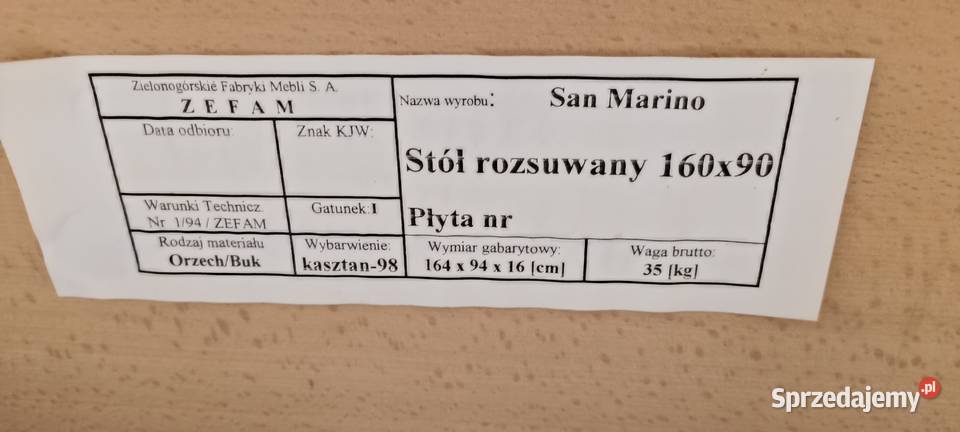 Zielonogórskie Fabryki Mebli S. A.
Z E F A M
Data odbioru:
Znak KJW:
Warunki Technicz.
Nr 1/94 / ZEFAM
Gatunek:I
Rodzaj materiału
Orzech/Buk
Wybarwienie:
kasztan-98
Nazwa wyrobu:
San Marino
Stół rozsuwany 160x90
Płyta nr
Wymiar gabarytowy:
164 x 94 x 16 [cm]
Waga brutto:
35 [kg]
Sprzedajemy.pl